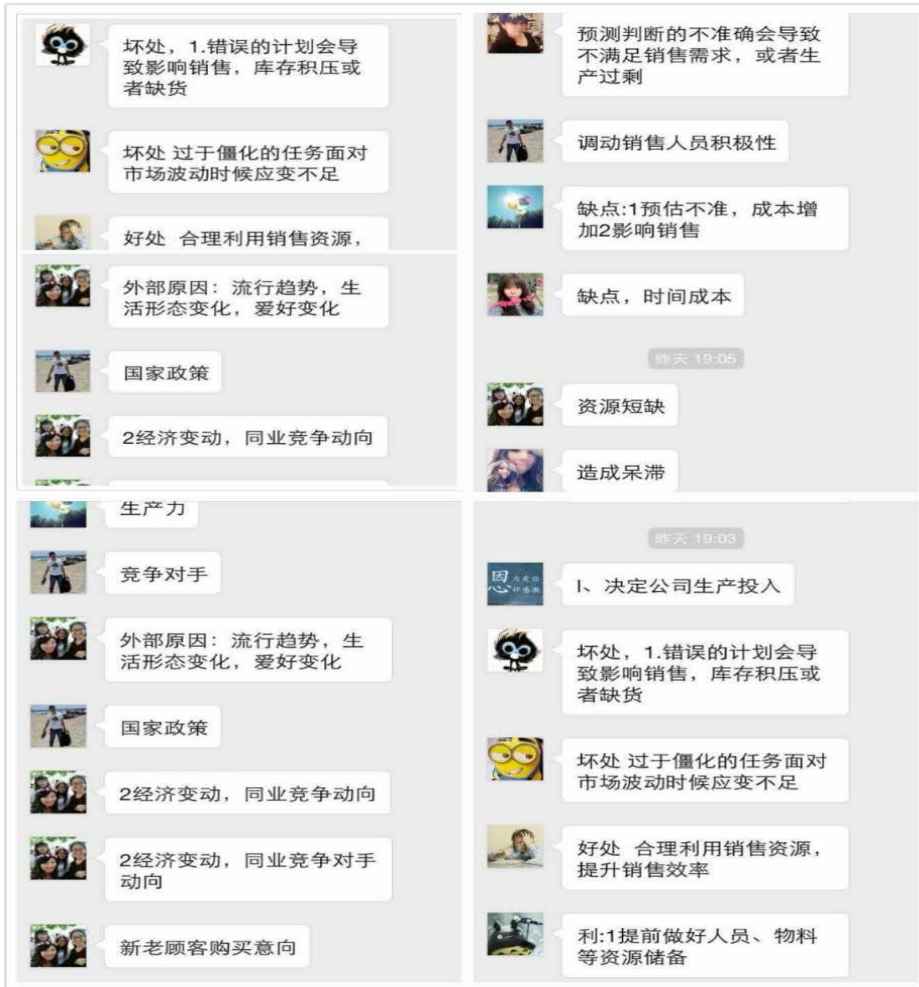 坏处，1.错误的计划会导
致影响销售，库存积压或
者缺货
坏处 过于僵化的任务面对
市场波动时候应变不足
好处 合理利用销售资源，
外部原因：流行趋势，生
活形态变化，爱好变化
国家政策
2经济变动，同业竞争动向
预测判断的不准确会导致
不满足销售需求，或者生
产过剩
调动销售人员积极性
缺点:1预估不准，成本增
加2影响销售
缺点，时间成本
昨天 19:05
资源短缺
造成呆滞
生产力
竞争对手
外部原因：流行趋势，生
活形态变化，爱好变化
国家政策
2经济变动，同业竞争动向
2经济变动，同业竞争对手
动向
新老顾客购买意向
昨天 19:03
I、决定公司生产投入
坏处，1.错误的计划会导
致影响销售，库存积压或
者缺货
坏处 过于僵化的任务面对
市场波动时候应变不足
好处 合理利用销售资源，
提升销售效率
利:1提前做好人员、物料
等资源储备